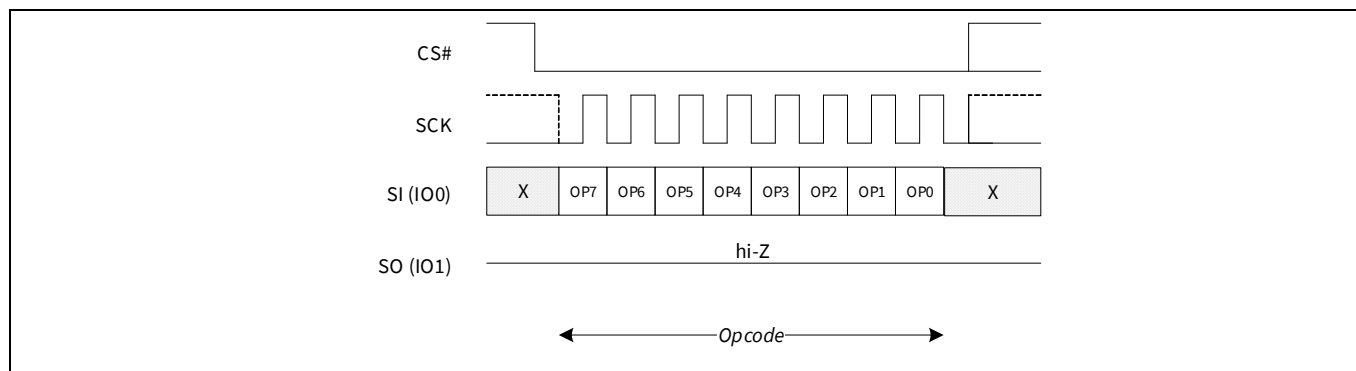 CS#
SCK
SI (IO0) X OP7 OP6 OP5 OP4 OP3 OP2 OP1 OP0 X
hi-Z
SO (IO1)
Opcode